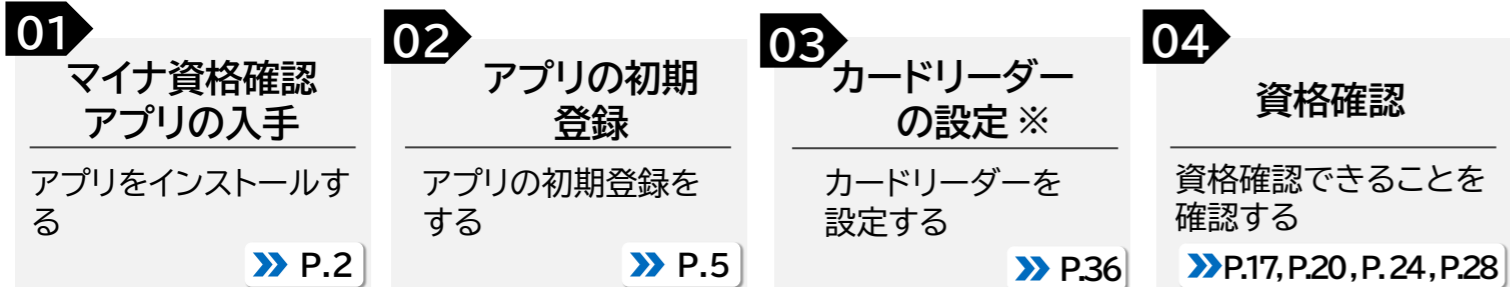 01
マイナ資格確認
アプリの入手
アプリをインストールす
る
P.2
02
アプリの初期
登録
アプリの初期登録を
する
P.5
03
カードリーダー
の設定 ※
カードリーダーを
設定する
P.36
04
資格確認
資格確認できることを
確認する
P.17, P.20 , P. 24 , P.28